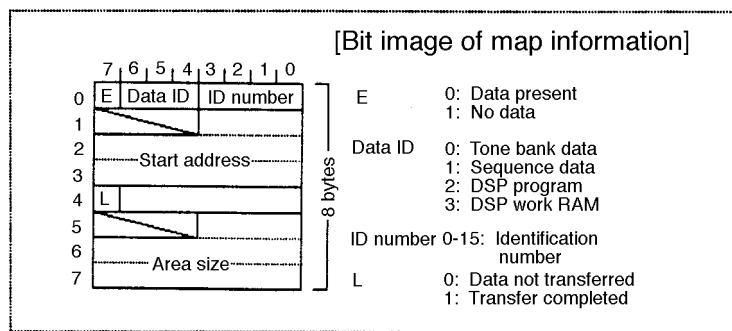 [Bit image of map information]
7 6 5 4 3 2 1 0
0 E Data ID ID number
1
2
Start address
3
4 L
5
6
Area size
7
8 bytes
E 0: Data present
1: No data
Data ID 0: Tone bank data
1: Sequence data
2: DSP program
3: DSP work RAM
ID number 0-15: Identification
number
L 0: Data not transferred
1: Transfer completed